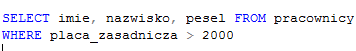 SELECT imie, nazwisko, pesel FROM pracownicy
WHERE placa_zasadnicza > 2000